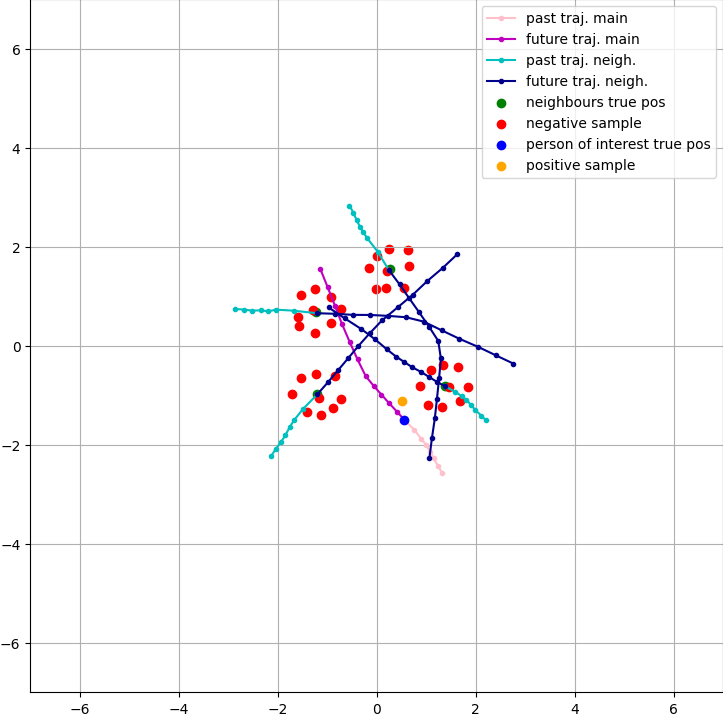 past traj. main
future traj. main
past traj. neigh.
future traj. neigh.
neighbours true pos
negative sample
person of interest true pos
positive sample
6
4
2
0
−2
−4
−6
−6 −4 −2 0 2 4 6